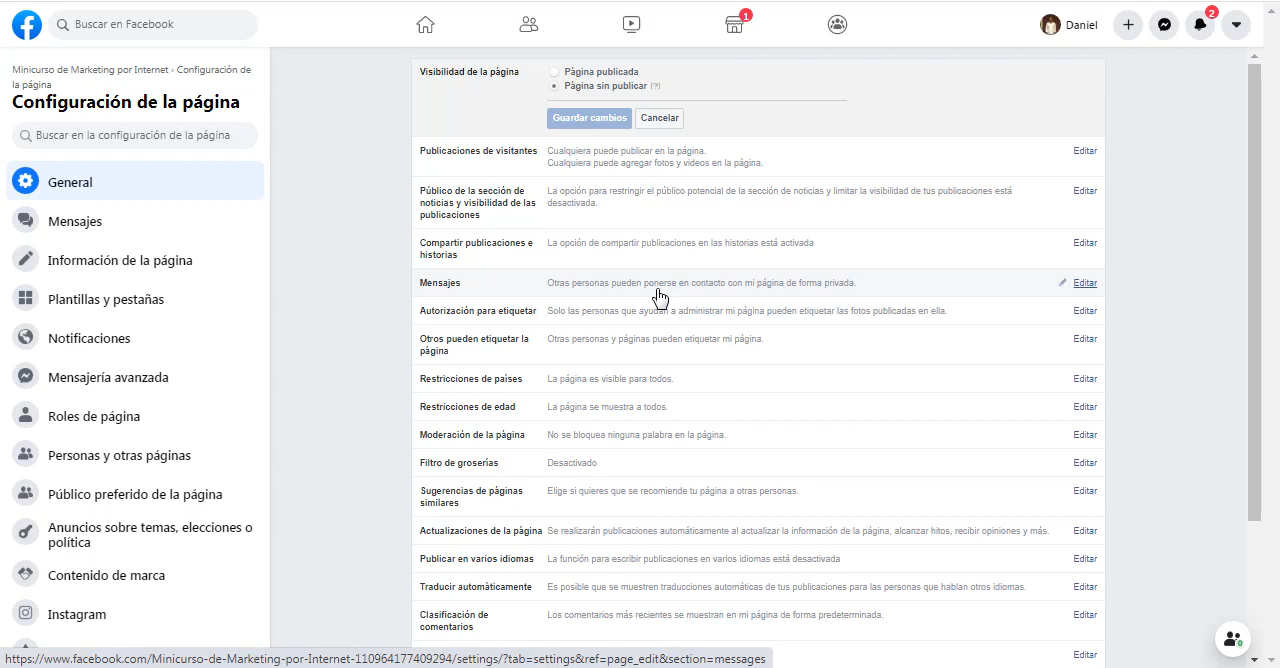 Buscar en Facebook
1
Daniel
2
Minicurso de Marketing por Internet › Configuración de
la página
Configuración de la página
Buscar en la configuración de la página
General
Mensajes
Información de la página
Plantillas y pestañas
Notificaciones
Mensajería avanzada
Roles de página
Personas y otras páginas
Público preferido de la página
Anuncios sobre temas, elecciones o
política
Contenido de marca
Instagram
Visibilidad de la página
Página publicada
Página sin publicar [?]
Guardar cambios Cancelar
Publicaciones de visitantes
Cualquiera puede publicar en la página.
Cualquiera puede agregar fotos y videos en la página.
Editar
Público de la sección de
noticias y visibilidad de las
publicaciones
La opción para restringir el público potencial de la sección de noticias y limitar la visibilidad de tus publicaciones está
desactivada.
Editar
Compartir publicaciones e
historias
La opción de compartir publicaciones en las historias está activada
Editar
Mensajes
Otras personas pueden ponerse en contacto con mi página de forma privada.
Editar
Autorización para etiquetar
Solo las personas que ayudan a administrar mi página pueden etiquetar las fotos publicadas en ella.
Editar
Otros pueden etiquetar la
página
Otras personas y páginas pueden etiquetar mi página.
Editar
Restricciones de países
La página es visible para todos.
Editar
Restricciones de edad
La página se muestra a todos.
Editar
Moderación de la página
No se bloquea ninguna palabra en la página.
Editar
Filtro de groserías
Desactivado
Editar
Sugerencias de páginas
similares
Elige si quieres que se recomiende tu página a otras personas.
Editar
Actualizaciones de la página
Se realizarán publicaciones automáticamente al actualizar la información de la página, alcanzar hitos, recibir opiniones y más.
Editar
Publicar en varios idiomas
La función para escribir publicaciones en varios idiomas está desactivada
Editar
Traducir automáticamente
Es posible que se muestren traducciones automáticas de tus publicaciones para las personas que hablan otros idiomas.
Editar
Clasificación de
comentarios
Los comentarios más recientes se muestran en mi página de forma predeterminada.
Editar
Editar
https://www.facebook.com/Minicurso-de-Marketing-por-Internet-110964177409204/settings/?tab=settings&ref=page_edit&section=messages